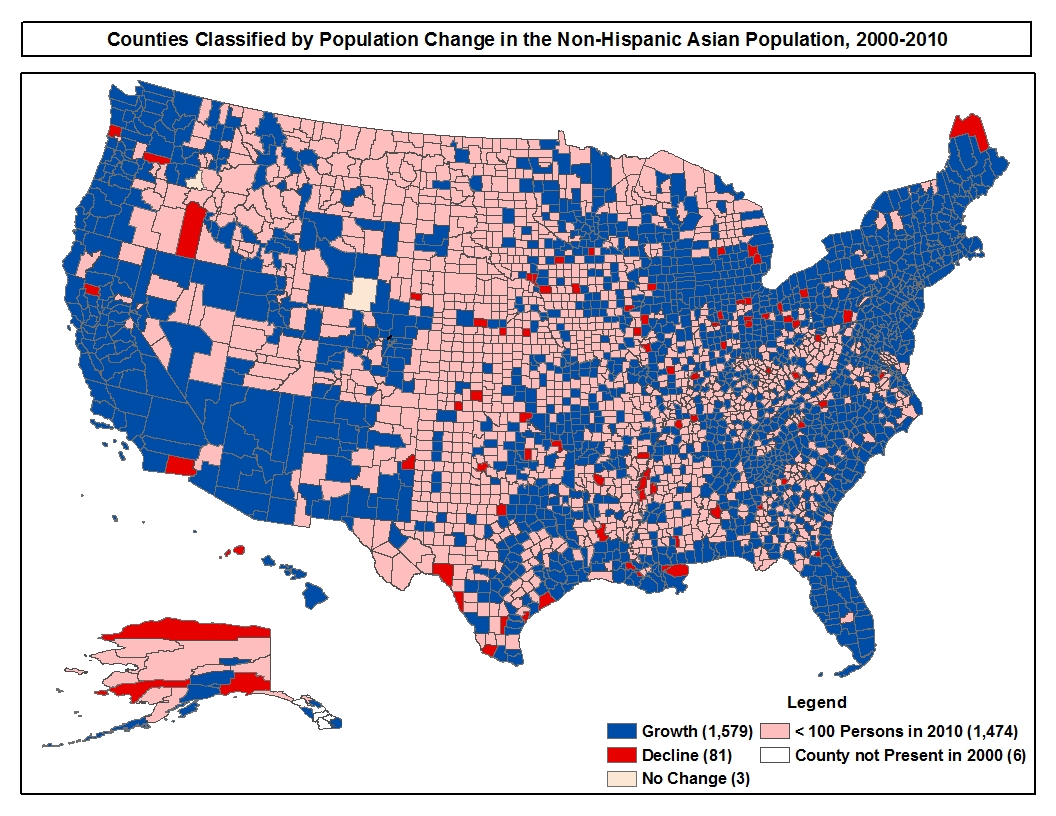 Counties Classified by Population Change in the Non-Hispanic Asian Population, 2000-2010
Legend
Growth (1,579)
< 100 Persons in 2010 (1,474)
Decline (81)
County not Present in 2000 (6)
No Change (3)